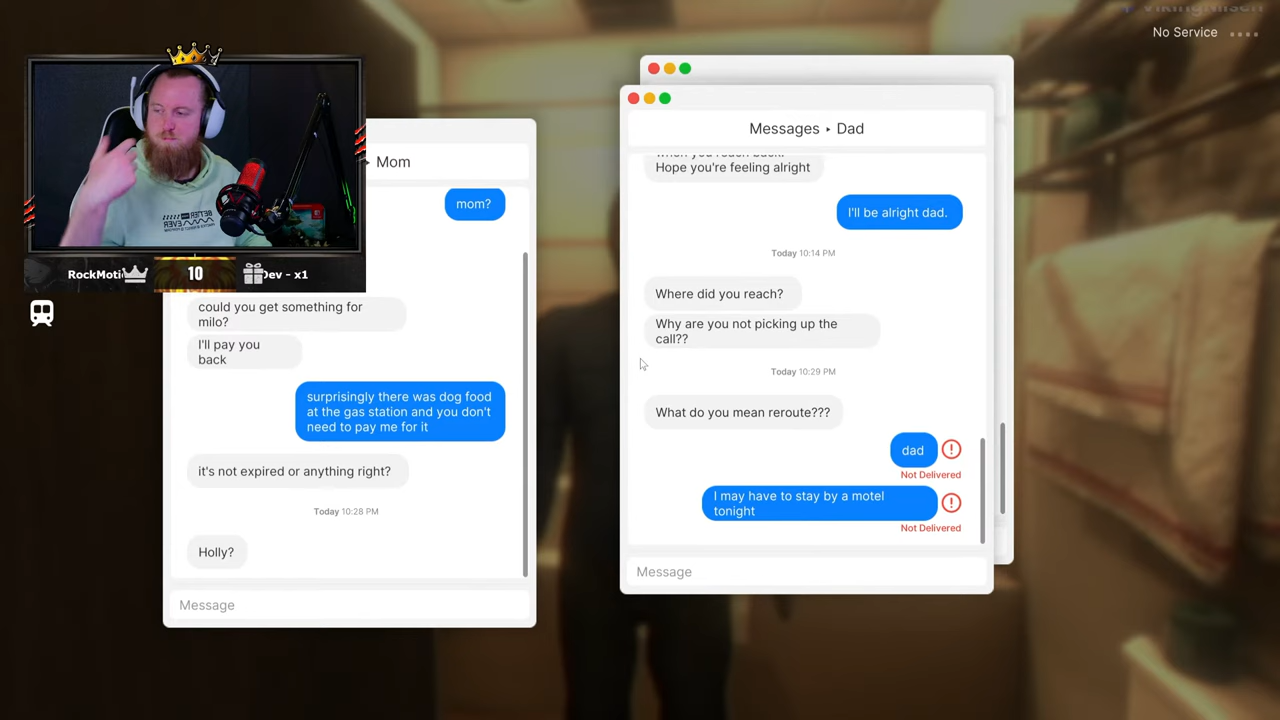 No Service
Messages ▸ Dad
Mom
when you reach back.
Hope you're feeling alright
mom?
I'll be alright dad.
Today 10:14 PM
Where did you reach?
RockMoti
10
Dev - x1
could you get something for
milo?
Why are you not picking up the
call??
I'll pay you
back
Today 10:29 PM
surprisingly there was dog food
at the gas station and you don't
need to pay me for it
What do you mean reroute???
dad
Not Delivered
it's not expired or anything right?
I may have to stay by a motel
tonight
Not Delivered
Today 10:28 PM
Holly?
Message
Message